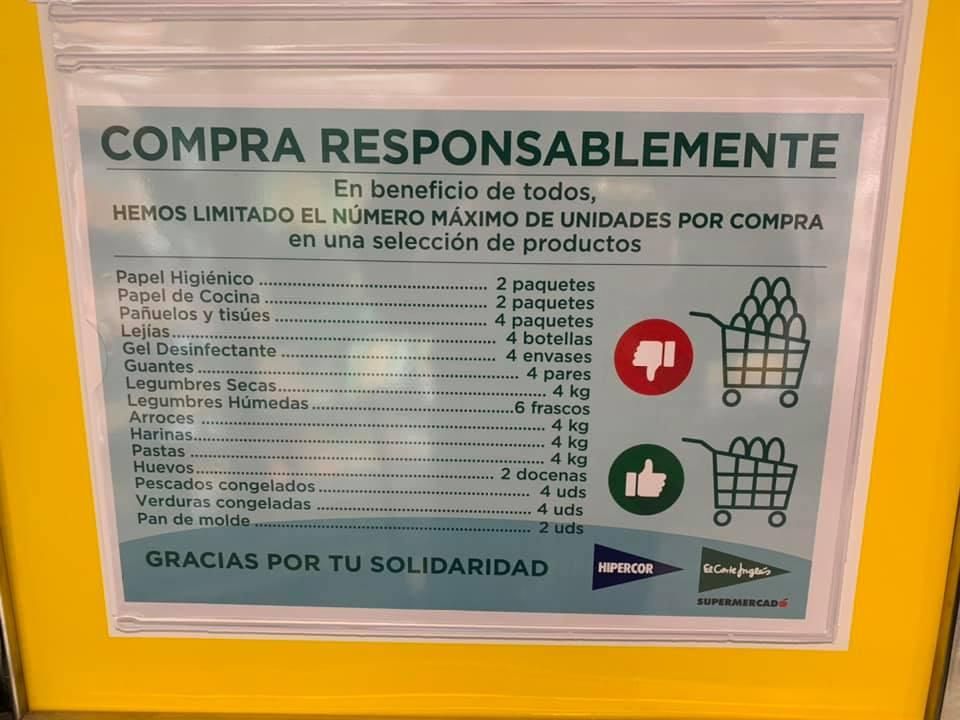 COMPRA RESPONSABLEMENTE
En beneficio de todos,
HEMOS LIMITADO EL NÚMERO MÁXIMO DE UNIDADES POR COMPRA
en una selección de productos
Papel Higiénico ........ 2 paquetes
Papel de Cocina ........ 2 paquetes
Pañuelos y tisúes ........ 4 paquetes
Lejías ........ 4 botellas
Gel Desinfectante ........ 4 envases
Guantes ........ 4 pares
Legumbres Secas ........ 4 kg
Legumbres Húmedas ........ 6 frascos
Arroces ........ 4 kg
Harinas ........ 4 kg
Pastas ........ 4 kg
Huevos ........ 2 docenas
Pescados congelados ........ 4 uds
Verduras congeladas ........ 4 uds
Pan de molde ........ 2 uds
GRACIAS POR TU SOLIDARIDAD
HIPERCOR
El Corte Inglés
SUPERMERCADO